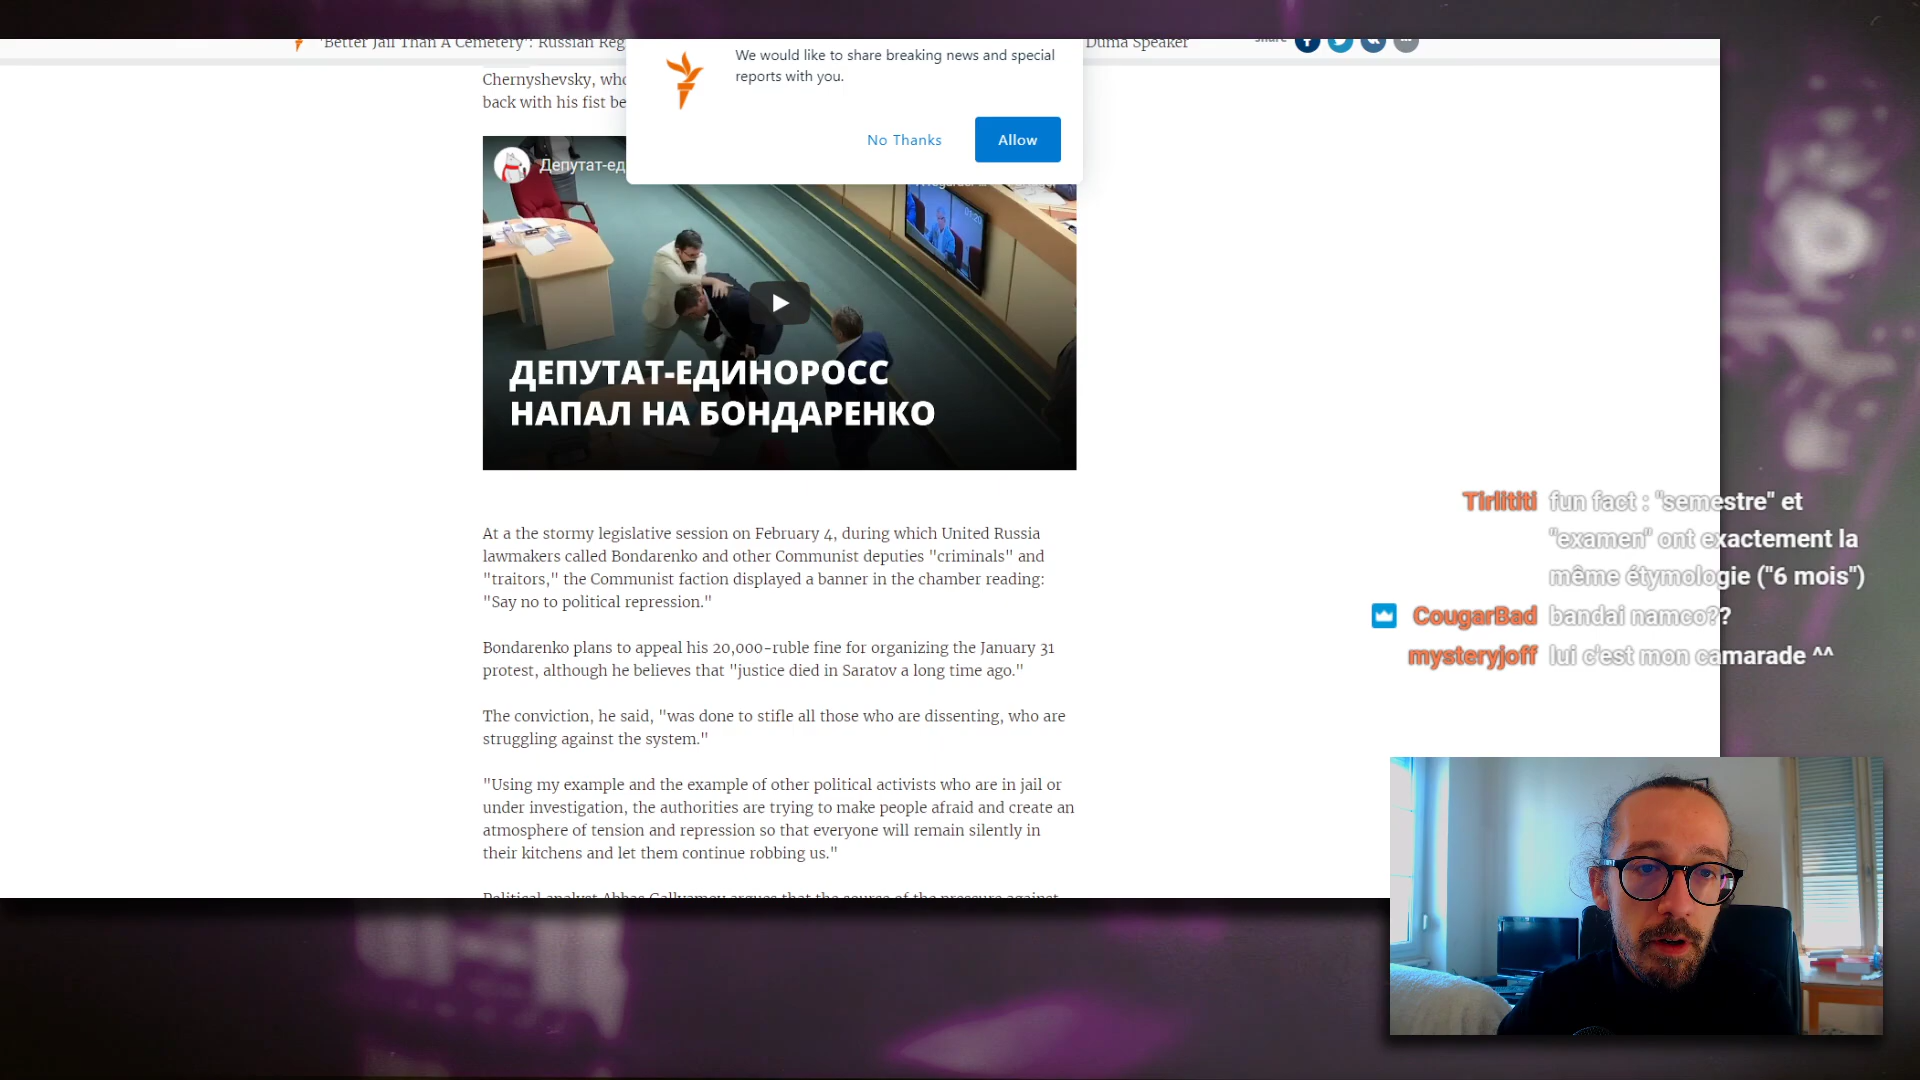 'Better Jail Than A Cemetery': Russian Reg
Duma Speaker
We would like to share breaking news and special
reports with you.
No Thanks
Allow
Chernyshevsky, who
back with his fist be
Депутат-ед
ДЕПУТАТ-ЕДИНОРОСС
НАПАЛ НА БОНДАРЕНКО
At a the stormy legislative session on February 4, during which United Russia
lawmakers called Bondarenko and other Communist deputies "criminals" and
"traitors," the Communist faction displayed a banner in the chamber reading:
"Say no to political repression."
Bondarenko plans to appeal his 20,000-ruble fine for organizing the January 31
protest, although he believes that "justice died in Saratov a long time ago."
The conviction, he said, "was done to stifle all those who are dissenting, who are
struggling against the system."
"Using my example and the example of other political activists who are in jail or
under investigation, the authorities are trying to make people afraid and create an
atmosphere of tension and repression so that everyone will remain silently in
their kitchens and let them continue robbing us."
Political analyst Abbas Gallyamov argues that the source of the pressure against
Tirlititi fun fact : "semestre" et
"examen" ont exactement la
même étymologie ("6 mois")
CougarBad bandai namco??
mysteryjoff lui c'est mon camarade ^^